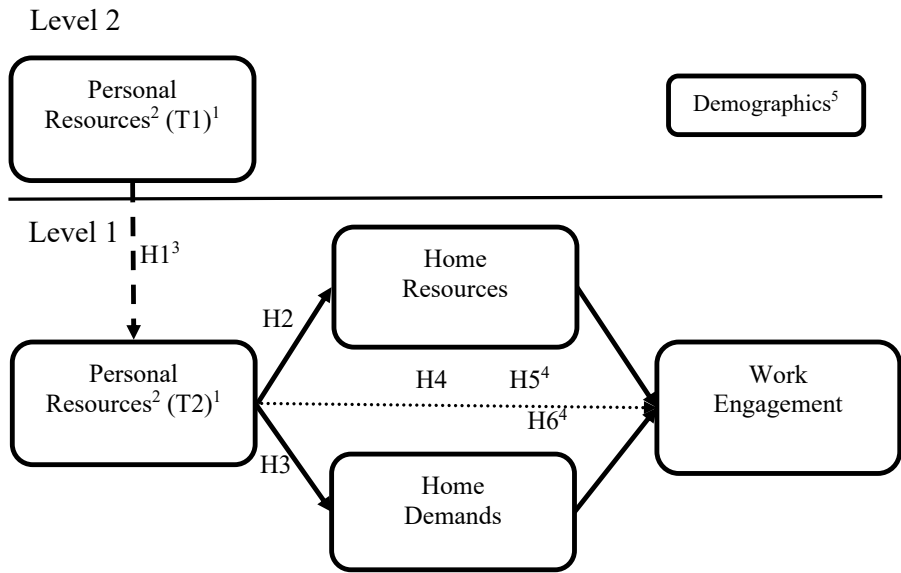 Level 2
Personal
Resources² (T1)¹
Demographics⁵
Level 1
H1³
Home
Resources
H2
Personal
Resources² (T2)¹
H4 H5⁴
Work
Engagement
H6⁴
H3
Home
Demands